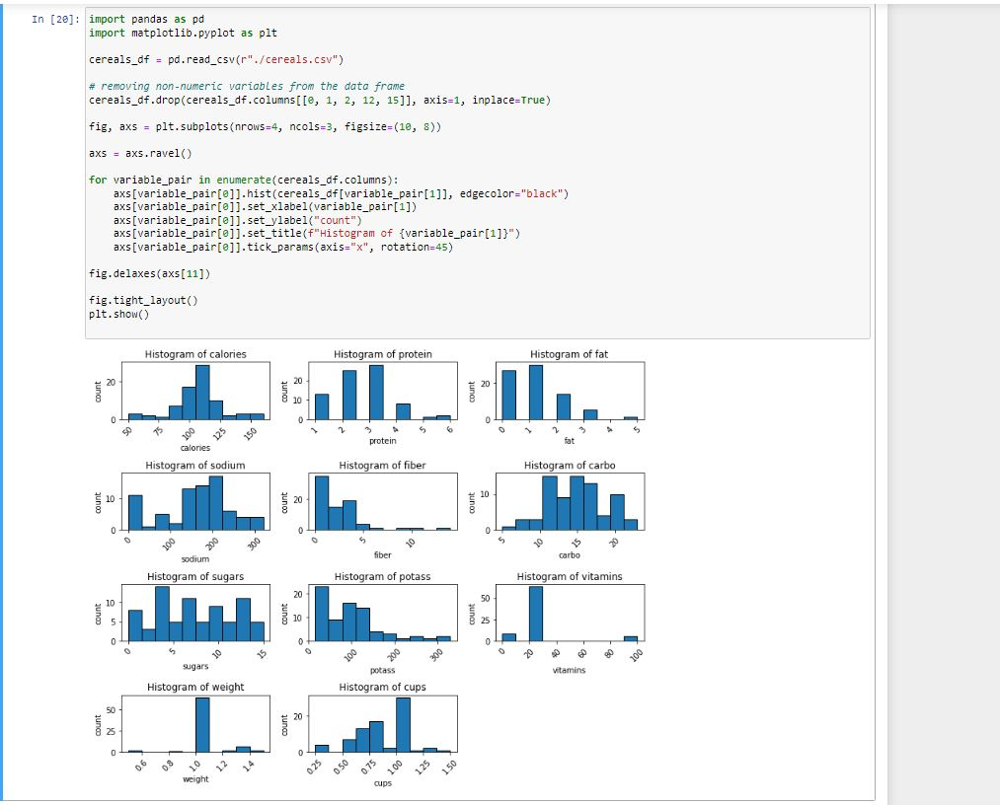 In [20]: import pandas as pd
import matplotlib.pyplot as plt
cereals_df = pd.read_csv(r"./cereals.csv")
# removing non-numeric variables from the data frame
cereals_df.drop(cereals_df.columns[[0, 1, 2, 12, 15]], axis=1, inplace=True)
fig, axs = plt.subplots(nrows=4, ncols=3, figsize=(10, 8))
axs = axs.ravel()
for variable_pair in enumerate(cereals_df.columns):
    axs[variable_pair[0]].hist(cereals_df[variable_pair[1]], edgecolor="black")
    axs[variable_pair[0]].set_xlabel(variable_pair[1])
    axs[variable_pair[0]].set_ylabel("count")
    axs[variable_pair[0]].set_title(f"Histogram of {variable_pair[1]}")
    axs[variable_pair[0]].tick_params(axis="x", rotation=45)
fig.delaxes(axs[11])
fig.tight_layout()
plt.show()
Histogram of calories
count
20
0
50 75 100 125 150
calories
Histogram of protein
count
20
10
0
1 2 3 4 5 6
protein
Histogram of fat
count
20
0
0 1 2 3 4 5
fat
Histogram of sodium
count
10
0
0 100 200 300
sodium
Histogram of fiber
count
20
0
0 5 10
fiber
Histogram of carbo
count
10
0
5 10 15 20
carbo
Histogram of sugars
count
10
5
0
0 5 10 15
sugars
Histogram of potass
count
20
10
0
0 100 200 300
potass
Histogram of vitamins
count
50
25
0
0 20 40 60 80 100
vitamins
Histogram of weight
count
50
25
0
0.6 0.8 1.0 1.2 1.4
weight
Histogram of cups
count
20
0
0.25 0.50 0.75 1.00 1.25 1.50
cups